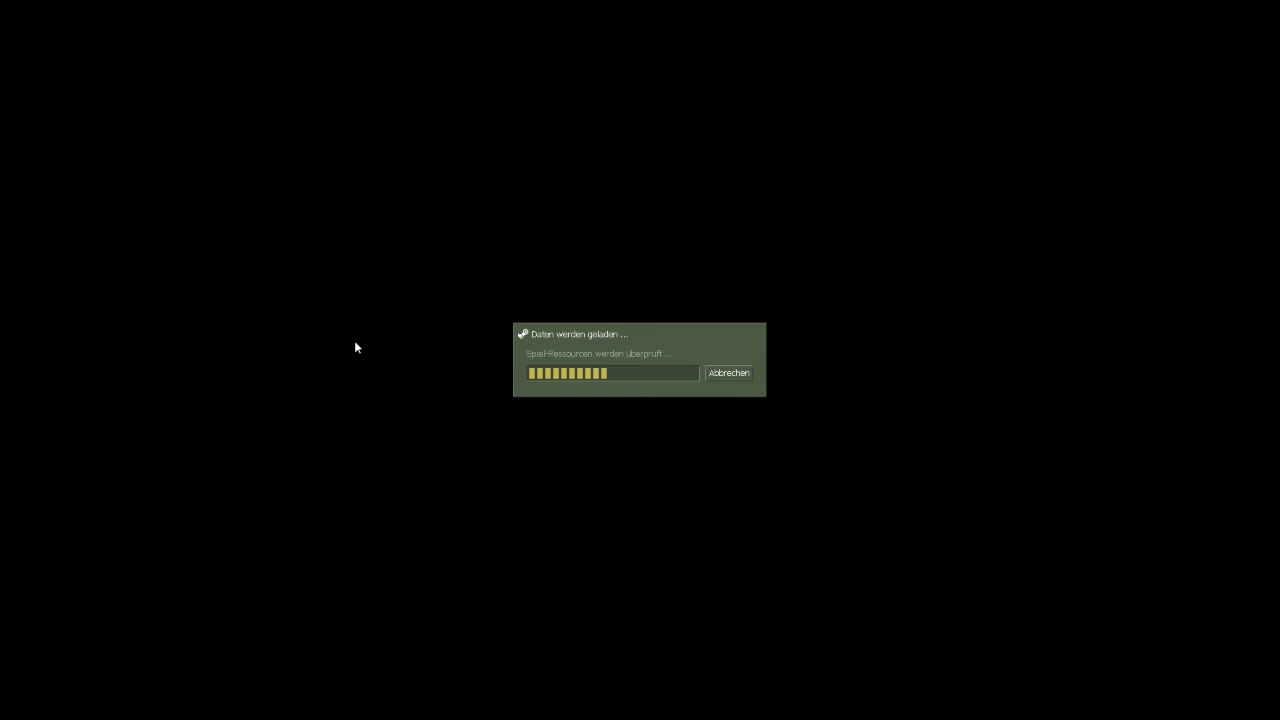 Daten werden geladen ...
Spiel-Ressourcen werden überprüft ...
Abbrechen